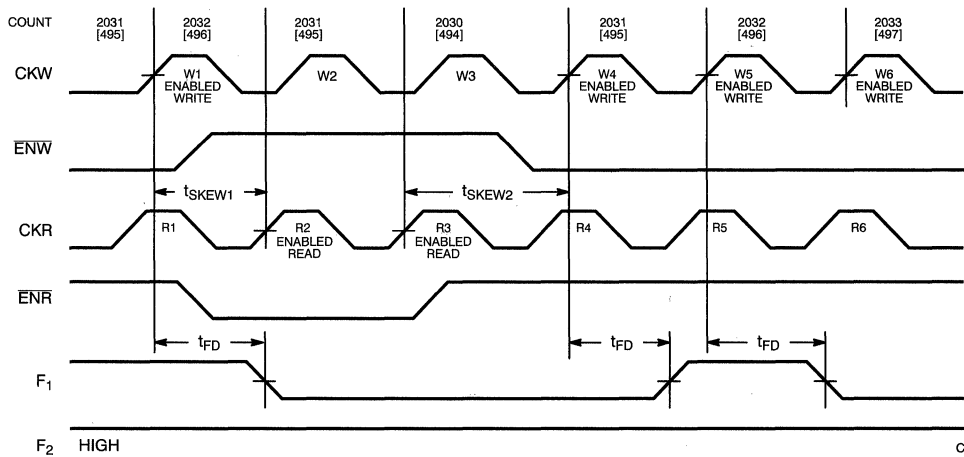 COUNT 2031 2032 2031 2030 2031 2032 2033
[495] [496] [495] [494] [495] [496] [497]
CKW W1 W2 W3 W4 W5 W6
ENABLED ENABLED ENABLED ENABLED
WRITE WRITE WRITE WRITE
ENW
tSKEW1 tSKEW2
CKR R1 R2 R3 R4 R5 R6
ENABLED ENABLED
READ READ
ENR
tFD tFD tFD
F1
F2 HIGH C